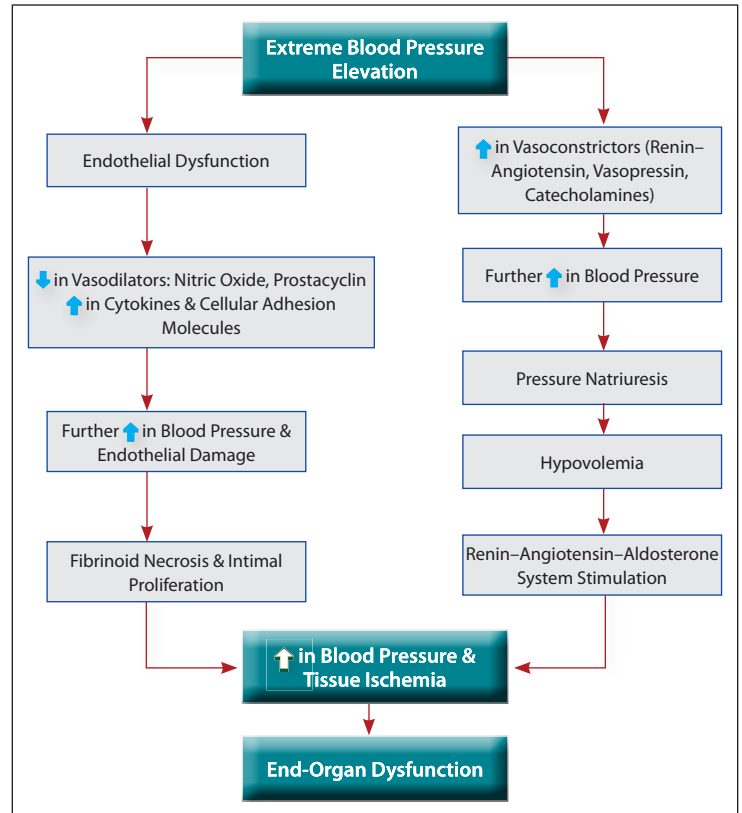 Extreme Blood Pressure
Elevation
Endothelial Dysfunction
↑ in Vasoconstrictors (Renin–
Angiotensin, Vasopressin,
Catecholamines)
↓ in Vasodilators: Nitric Oxide, Prostacyclin
↑ in Cytokines & Cellular Adhesion
Molecules
Further ↑ in Blood Pressure
Pressure Natriuresis
Further ↑ in Blood Pressure &
Endothelial Damage
Hypovolemia
Fibrinoid Necrosis & Intimal
Proliferation
Renin–Angiotensin–Aldosterone
System Stimulation
↑ in Blood Pressure &
Tissue Ischemia
End-Organ Dysfunction